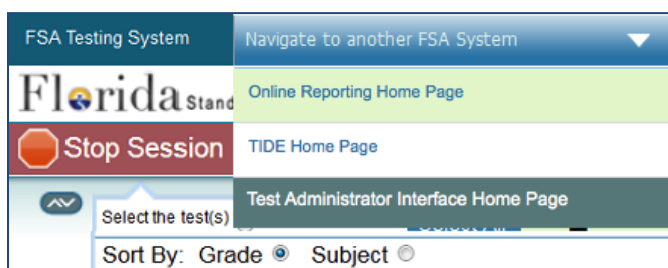 FSA Testing System
Navigate to another FSA System
Florida Stand
Online Reporting Home Page
Stop Session
TIDE Home Page
Test Administrator Interface Home Page
Select the test(s)
Sort By: Grade Subject